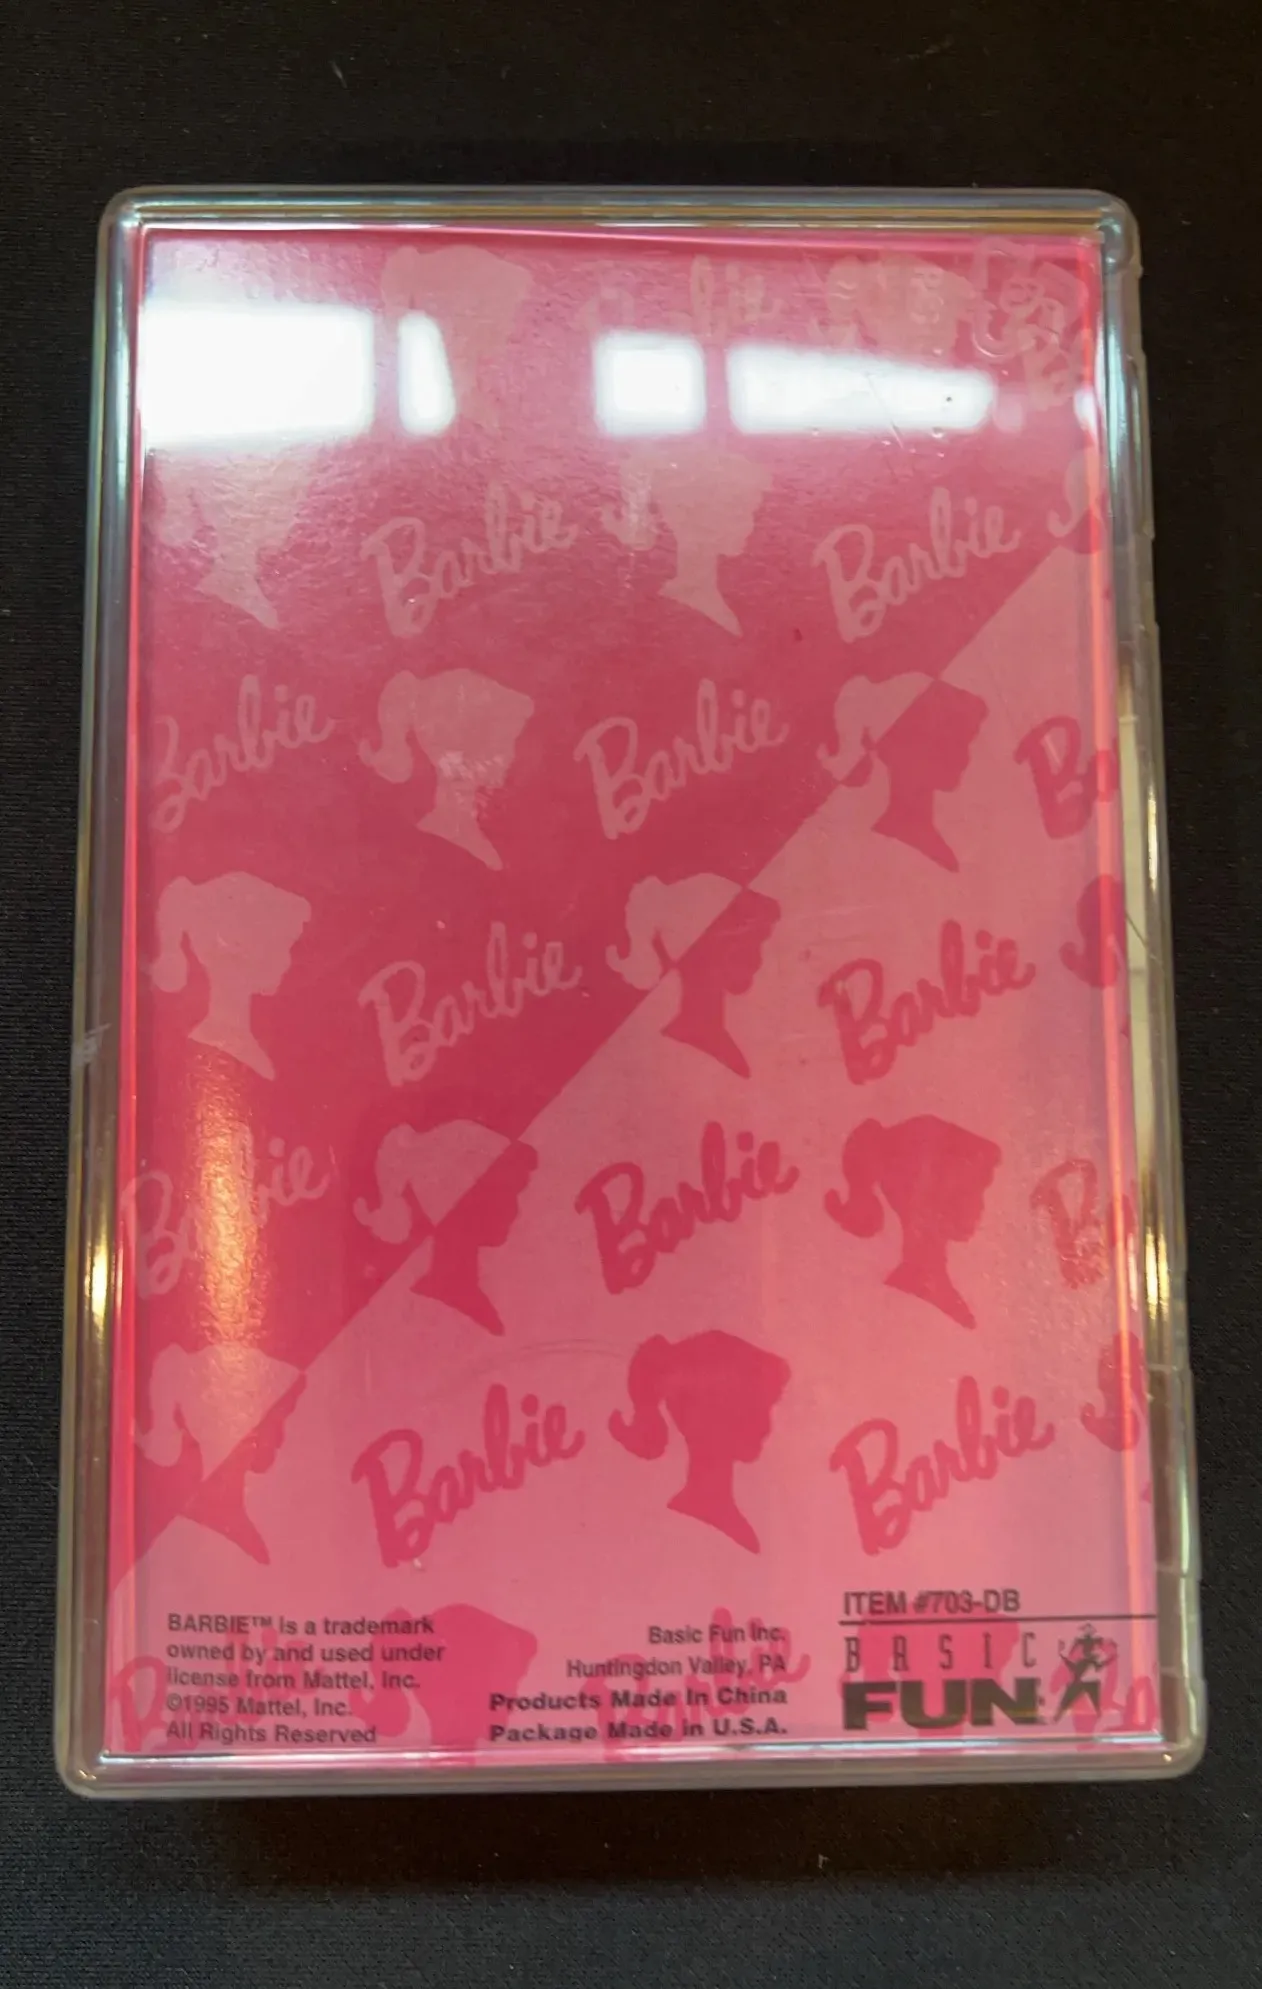 Barbie
Barbie Barbie
Barbie Barbie Ba
Barbie Barbie
Barbie Barbie B
Barbie Barbie
ITEM #703-DB
BARBIE™ is a trademark
owned by and used under
license from Mattel, Inc.
©1995 Mattel, Inc.
All Rights Reserved
Basic Fun Inc.
Huntingdon Valley, PA
Products Made In China
Package Made in U.S.A.
BASIC
FUN